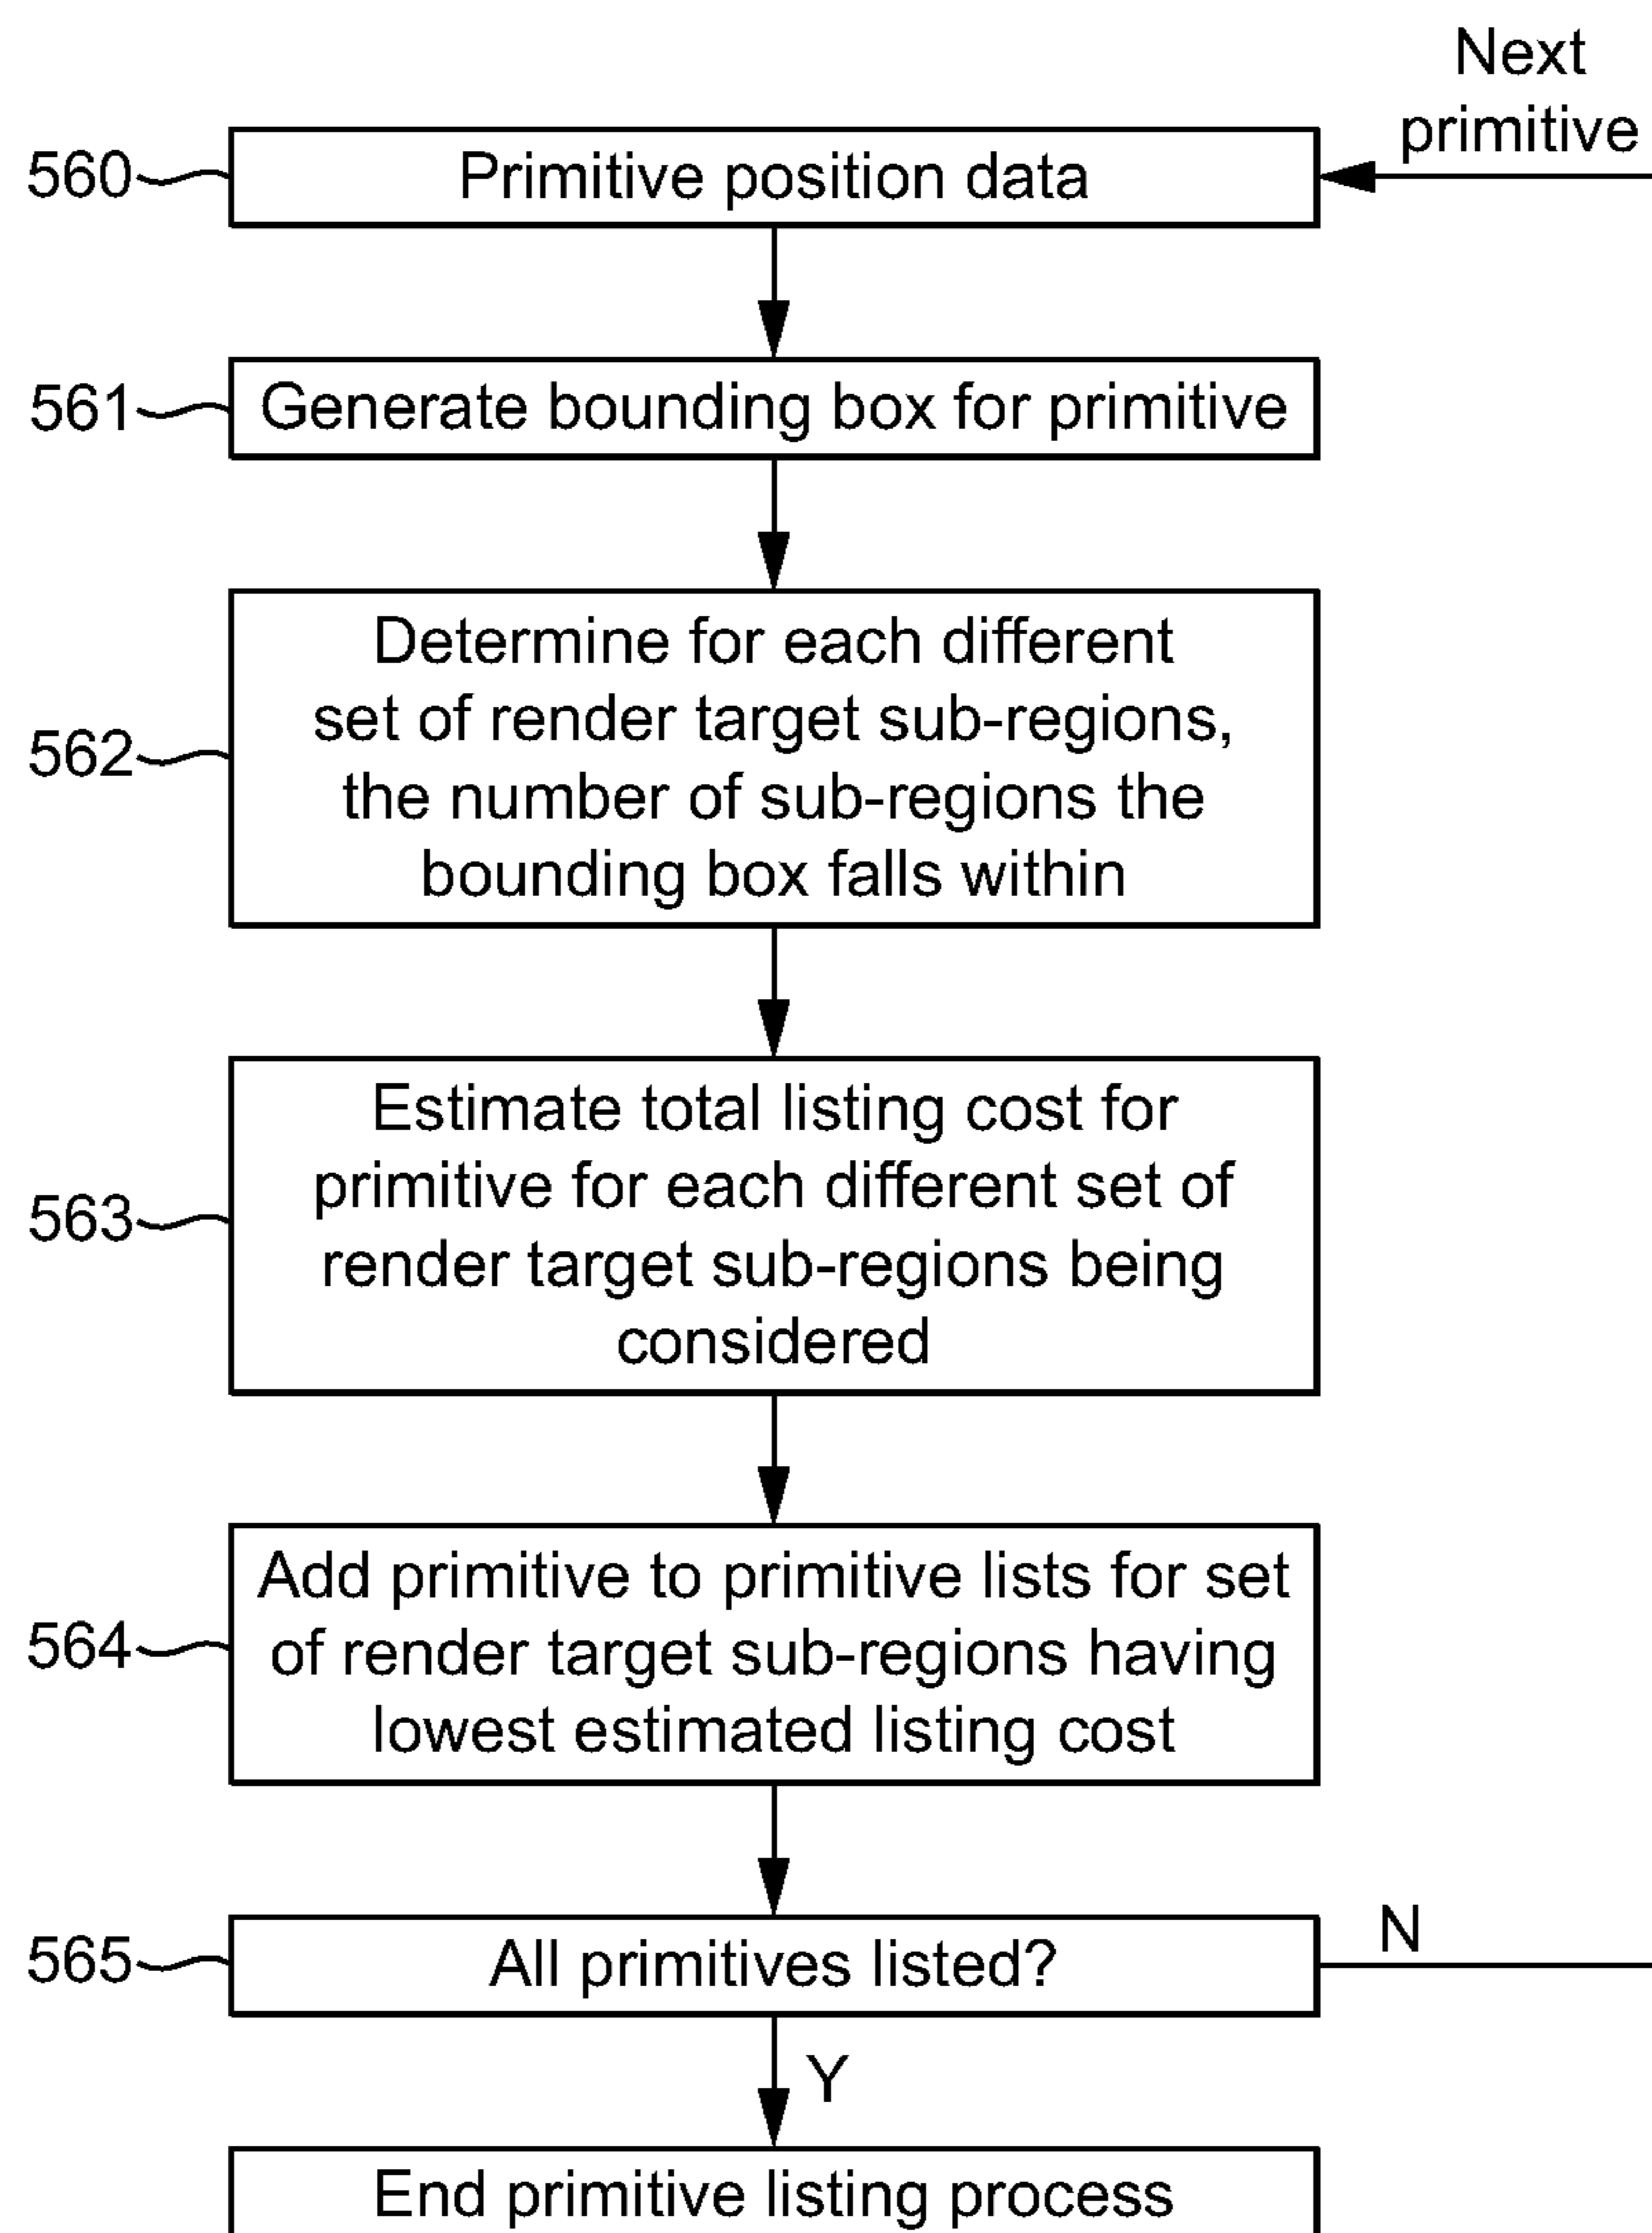 Next
primitive
560
Primitive position data
561
Generate bounding box for primitive
562
Determine for each different
set of render target sub-regions,
the number of sub-regions the
bounding box falls within
563
Estimate total listing cost for
primitive for each different set of
render target sub-regions being
considered
564
Add primitive to primitive lists for set
of render target sub-regions having
lowest estimated listing cost
565
All primitives listed?
N
Y
End primitive listing process